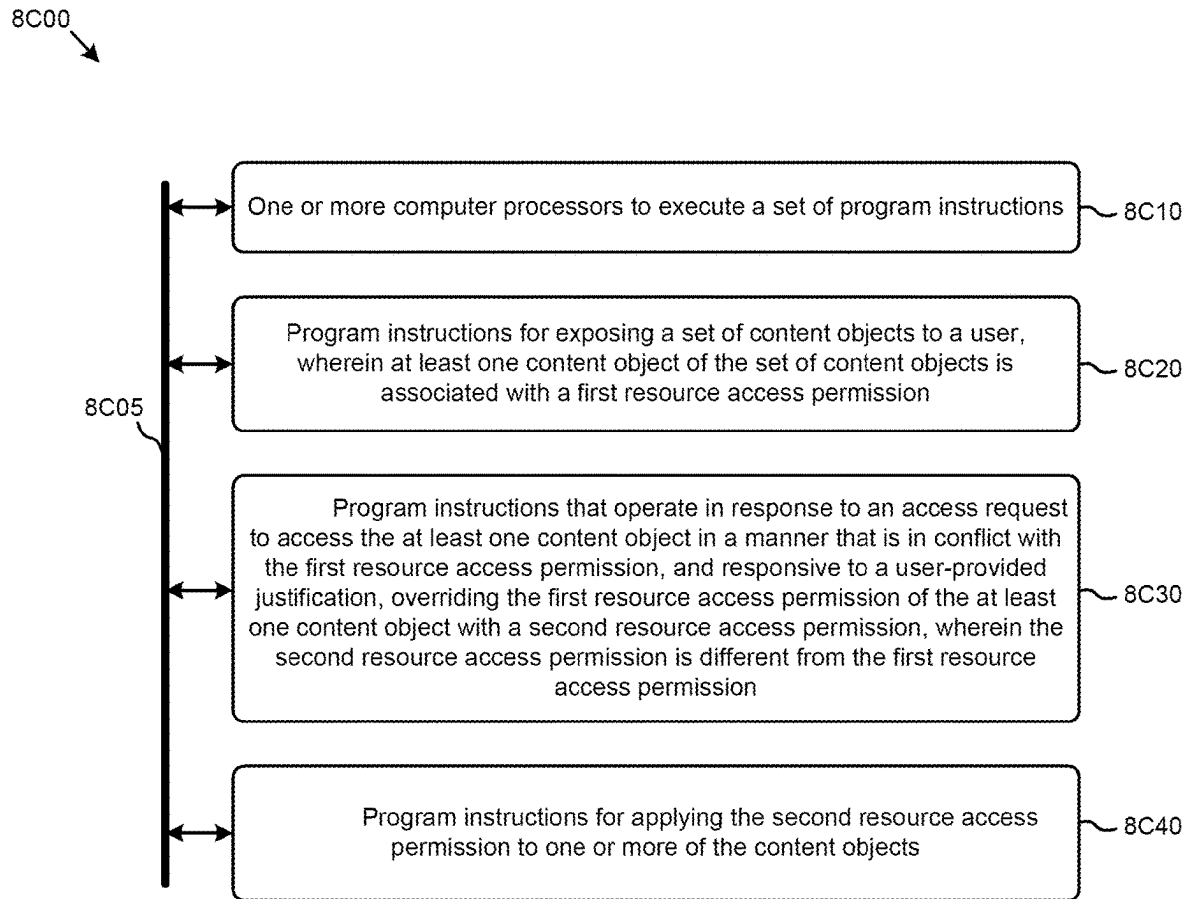 8C00
One or more computer processors to execute a set of program instructions
8C10
Program instructions for exposing a set of content objects to a user,
wherein at least one content object of the set of content objects is
associated with a first resource access permission
8C20
8C05
Program instructions that operate in response to an access request
to access the at least one content object in a manner that is in conflict with
the first resource access permission, and responsive to a user-provided
justification, overriding the first resource access permission of the at least
one content object with a second resource access permission, wherein the
second resource access permission is different from the first resource
access permission
8C30
Program instructions for applying the second resource access
permission to one or more of the content objects
8C40